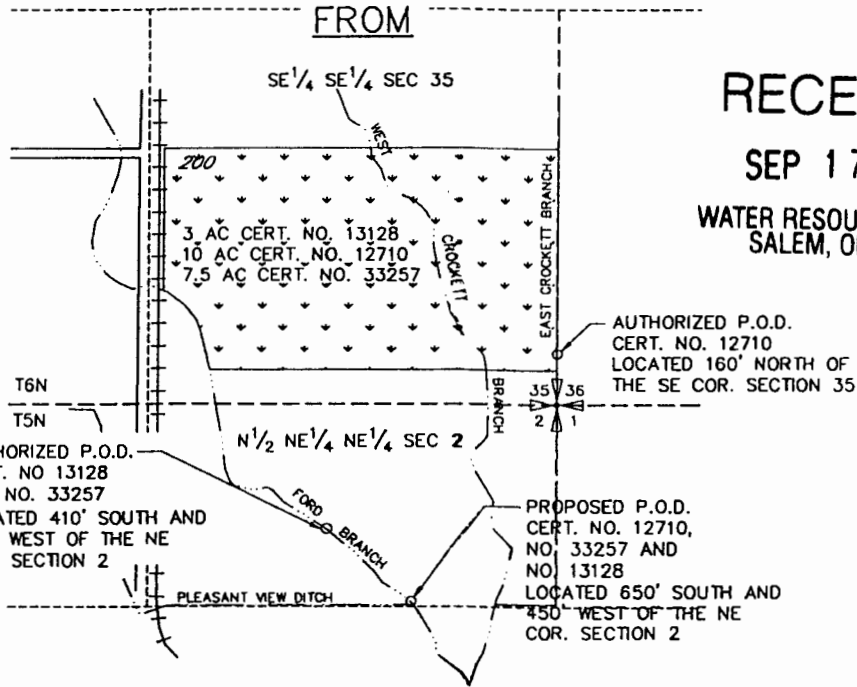 FROM
SE¼ SE¼ SEC 35
RECE
SEP 1 7
WATER RESOU
SALEM, O
WEST
CROCKETT
BRANCH
EAST CROCKETT BRANCH
200
3 AC CERT. NO. 13128
10 AC CERT. NO. 12710
7.5 AC CERT. NO. 33257
AUTHORIZED P.O.D.
CERT. NO. 12710
LOCATED 160' NORTH OF
THE SE COR. SECTION 35
T6N
T5N
35 36
2 1
N½ NE¼ NE¼ SEC 2
HORIZED P.O.D.
T. NO 13128
NO. 33257
ATED 410' SOUTH AND
WEST OF THE NE
SECTION 2
FORD BRANCH
PROPOSED P.O.D.
CERT. NO. 12710,
NO. 33257 AND
NO. 13128
LOCATED 650' SOUTH AND
450' WEST OF THE NE
COR. SECTION 2
PLEASANT VIEW DITCH